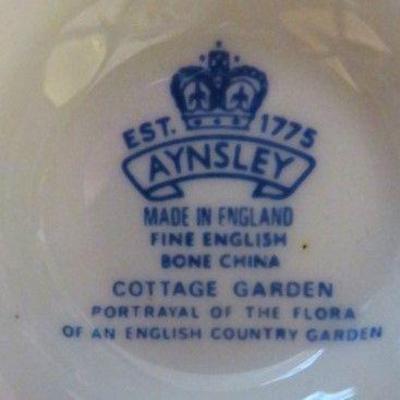 EST. 1775
AYNSLEY
MADE IN ENGLAND
FINE ENGLISH
BONE CHINA
COTTAGE GARDEN
PORTRAYAL OF THE FLORA
OF AN ENGLISH COUNTRY GARDEN